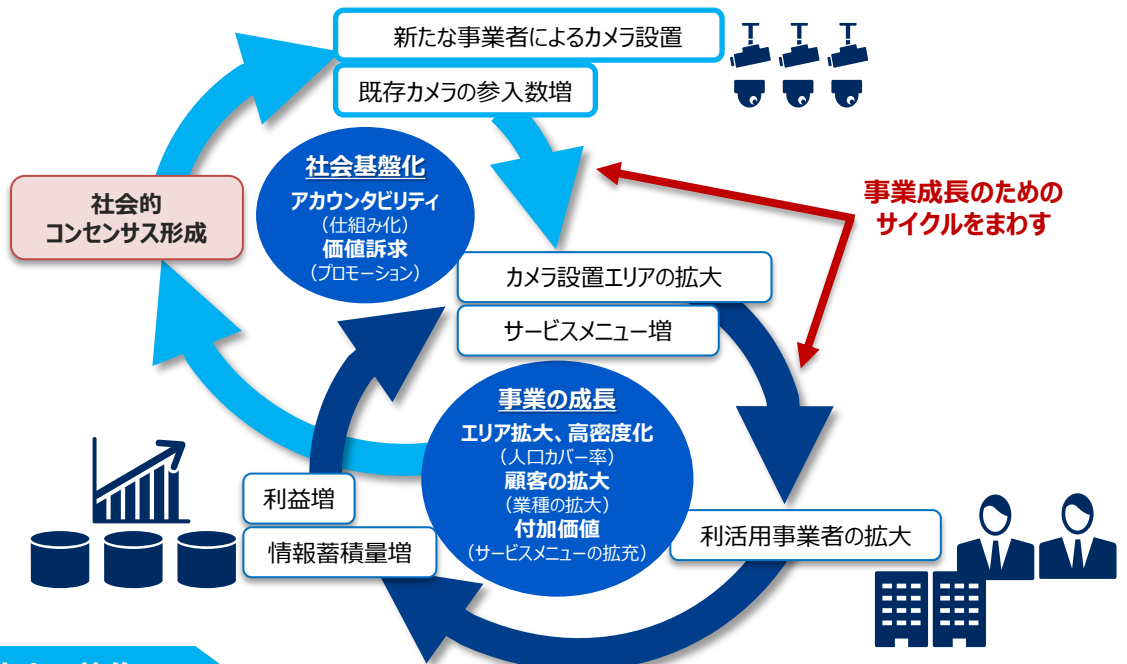 新たな事業者によるカメラ設置
既存カメラの参入数増
社会基盤化
アカウンタビリティ
（仕組み化）
価値訴求
（プロモーション）
社会的
コンセンサス形成
事業成長のための
サイクルをまわす
カメラ設置エリアの拡大
サービスメニュー増
事業の成長
エリア拡大、高密度化
（人口カバー率）
顧客の拡大
（業種の拡大）
付加価値
（サービスメニューの拡充）
利益増
情報蓄積量増
利活用事業者の拡大